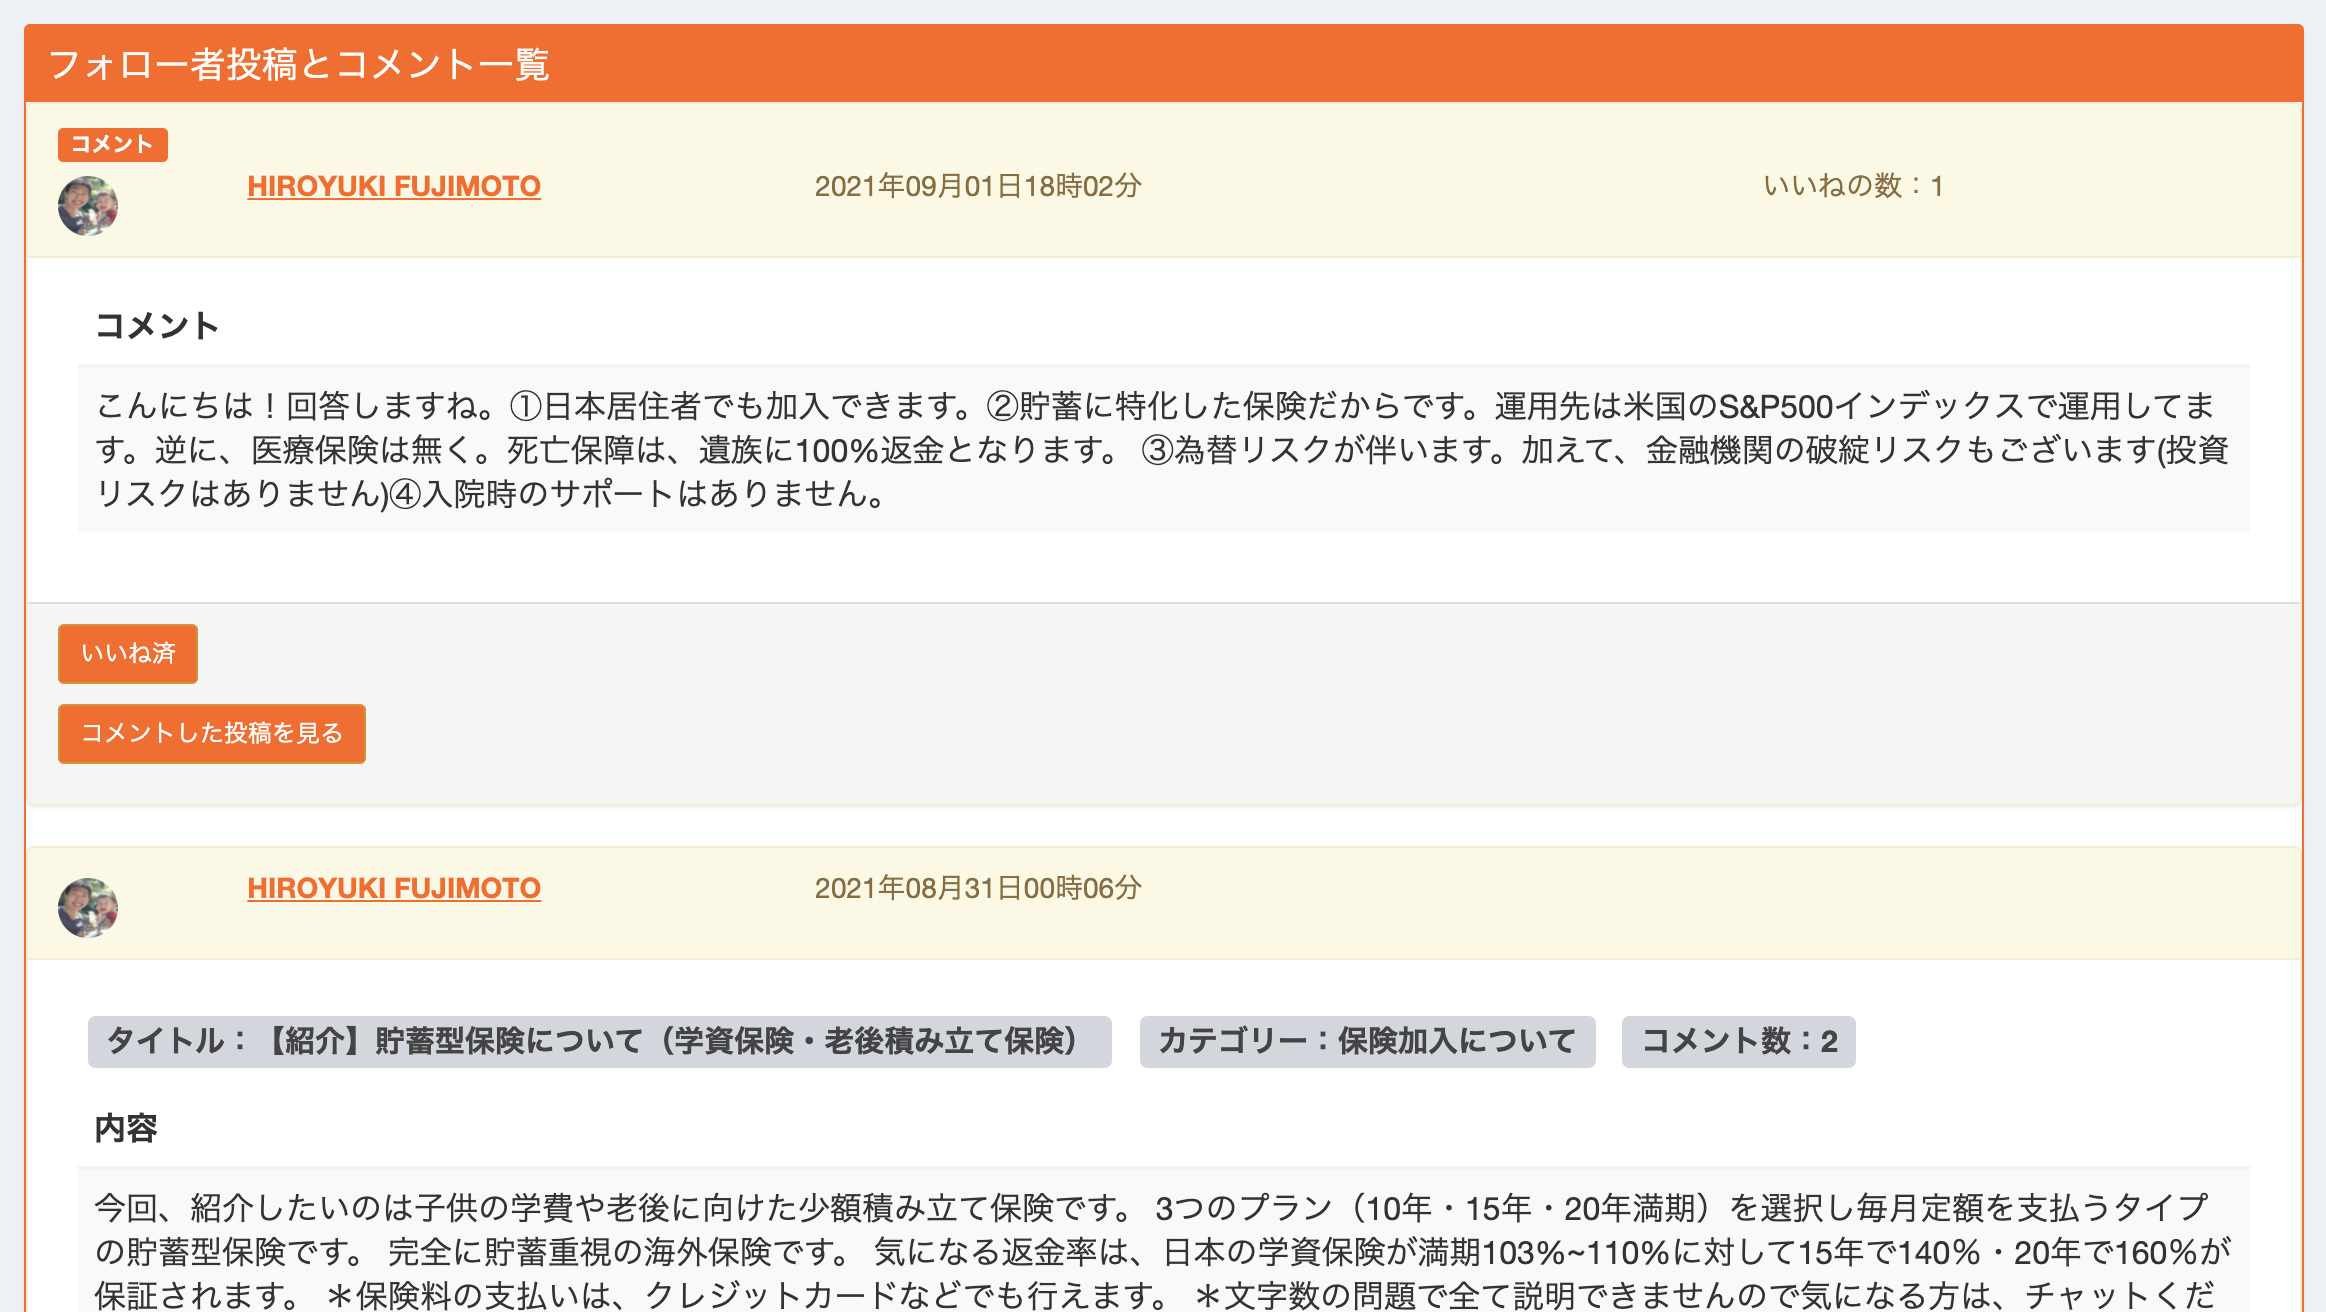 フォロー者投稿とコメント一覧
コメント
HIROYUKI FUJIMOTO
2021年09月01日18時02分
いいねの数：1
コメント
こんにちは！回答しますね。①日本居住者でも加入できます。②貯蓄に特化した保険だからです。運用先は米国のS&P500インデックスで運用してま
す。逆に、医療保険は無く。死亡保障は、遺族に100%返金となります。 ③為替リスクが伴います。加えて、金融機関の破綻リスクもございます(投資
リスクはありません)④入院時のサポートはありません。
いいね済
コメントした投稿を見る
HIROYUKI FUJIMOTO
2021年08月31日00時06分
タイトル：【紹介】貯蓄型保険について（学資保険・老後積み立て保険）
カテゴリー：保険加入について
コメント数：2
内容
今回、紹介したいのは子供の学費や老後に向けた少額積み立て保険です。 3つのプラン（10年・15年・20年満期）を選択し毎月定額を支払うタイプ
の貯蓄型保険です。 完全に貯蓄重視の海外保険です。 気になる返金率は、日本の学資保険が満期103%~110%に対して15年で140%・20年で160%が
保証されます。 ＊保険料の支払いは、クレジットカードなどでも行えます。 ＊文字数の問題で全て説明できませんので気になる方は、チャットくだ